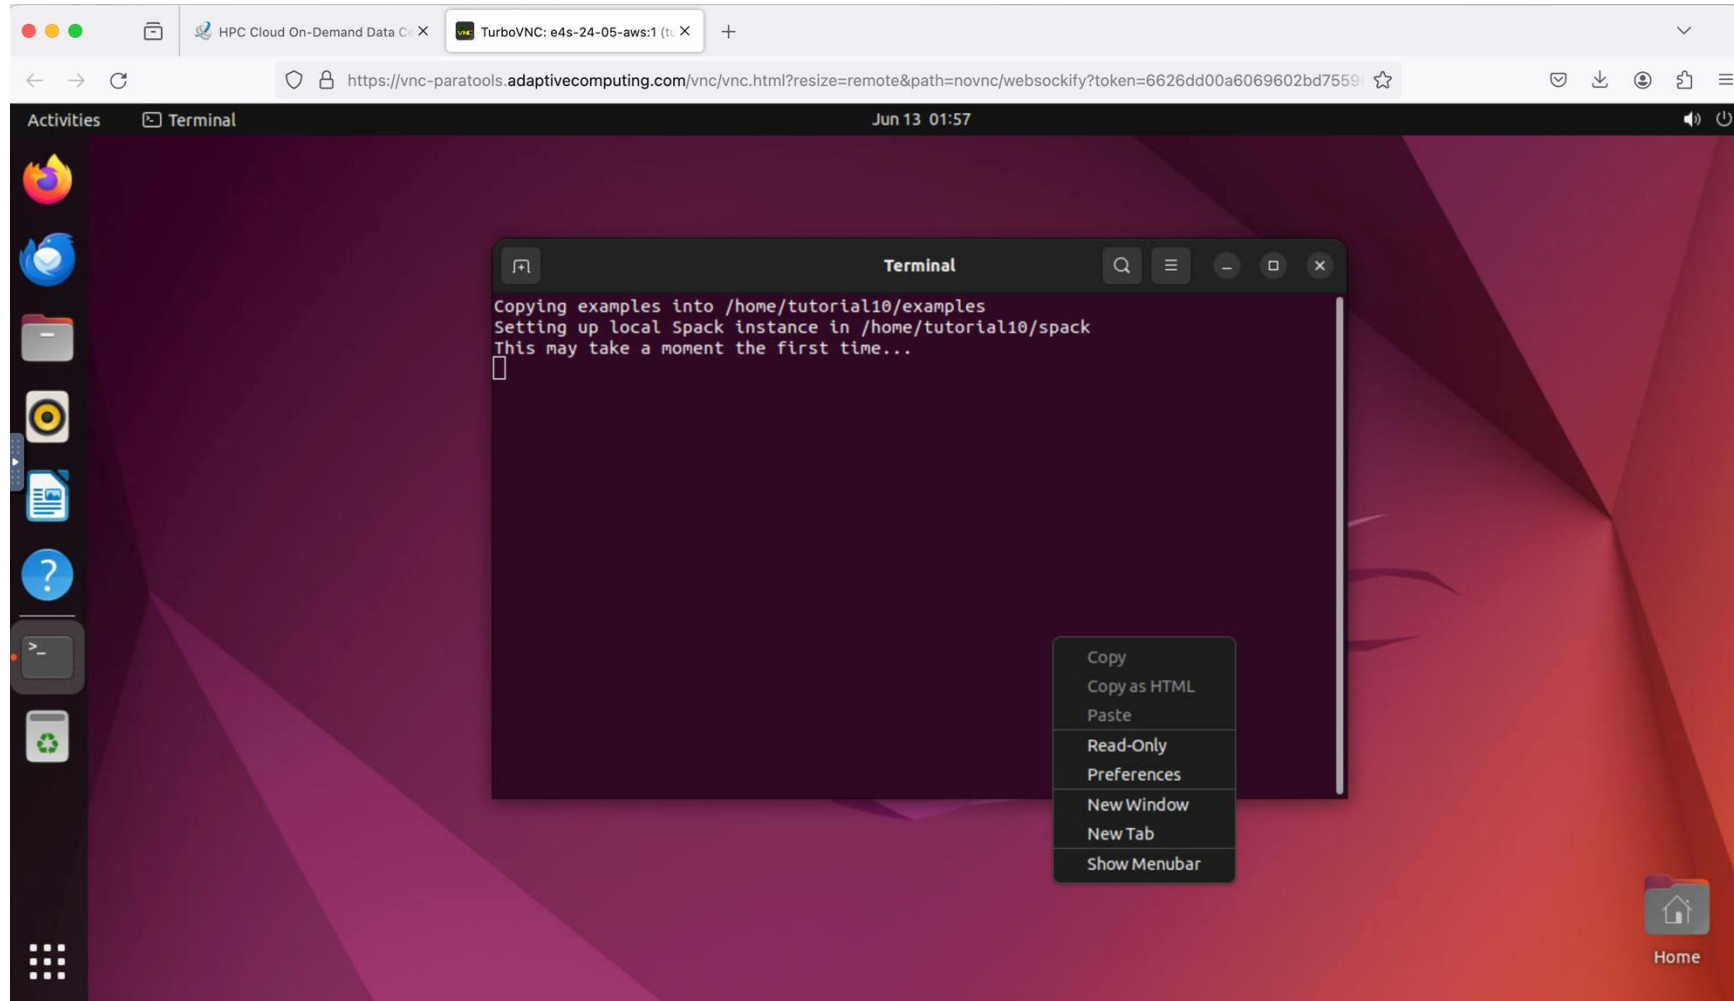 HPC Cloud On-Demand Data Ce
TurboVNC: e4s-24-05-aws:1 (tu
https://vnc-paratools.adaptivecomputing.com/vnc/vnc.html?resize=remote&path=novnc/websockify?token=6626dd00a6069602bd7559
Activities
Terminal
Jun 13 01:57
Terminal
Copying examples into /home/tutorial10/examples
Setting up local Spack instance in /home/tutorial10/spack
This may take a moment the first time...
Copy
Copy as HTML
Paste
Read-Only
Preferences
New Window
New Tab
Show Menubar
Home